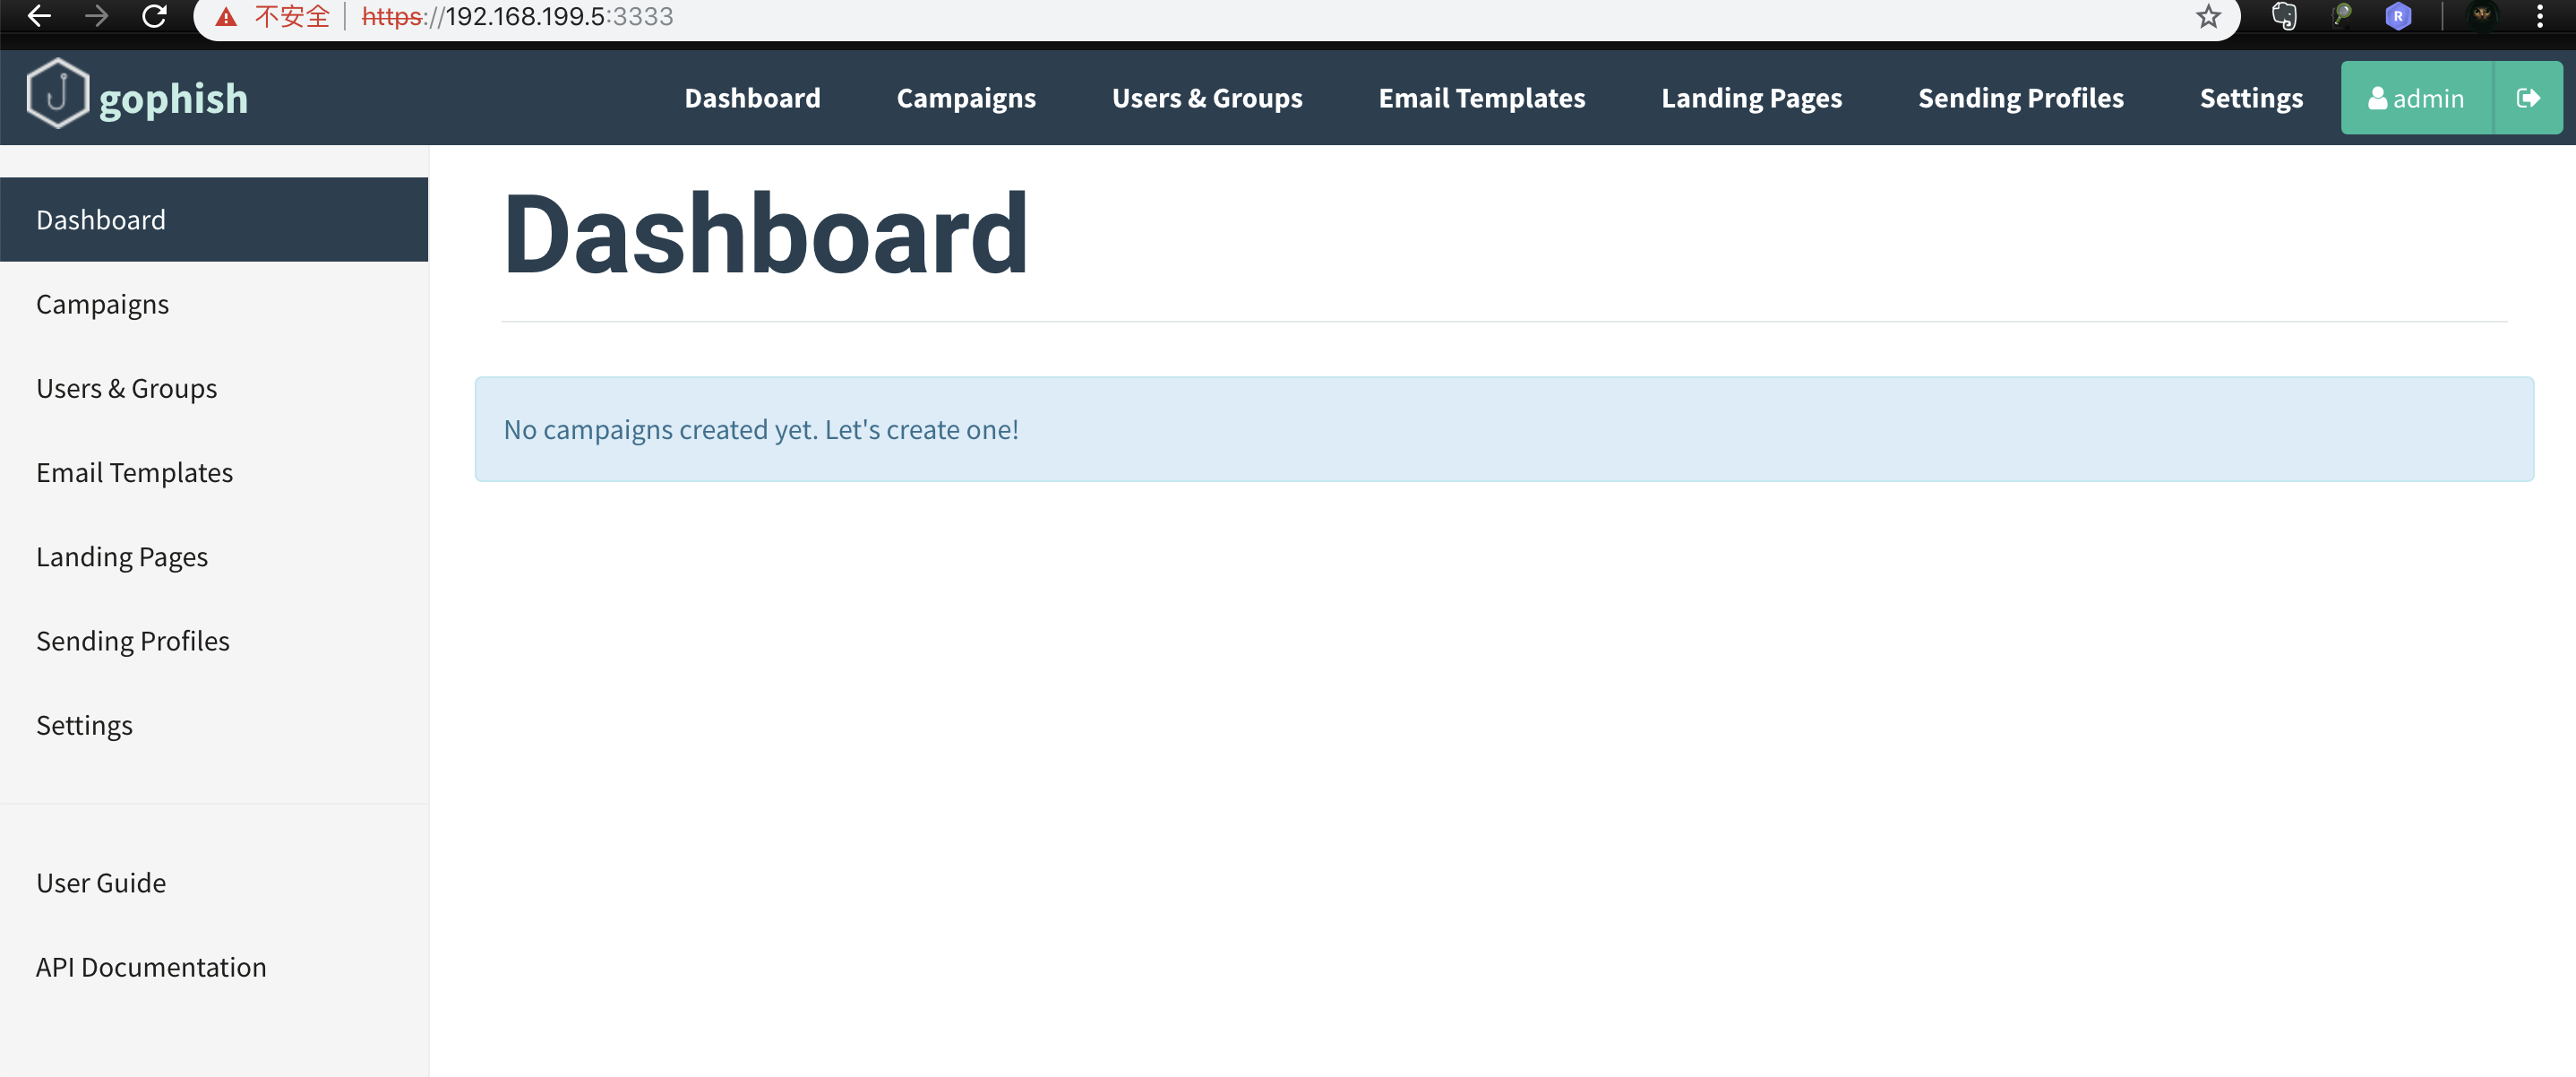 不安全 https://192.168.199.5:3333
R
gophish
Dashboard Campaigns Users & Groups Email Templates Landing Pages Sending Profiles Settings admin
Dashboard
Campaigns
Users & Groups
Email Templates
Landing Pages
Sending Profiles
Settings
User Guide
API Documentation
Dashboard
No campaigns created yet. Let's create one!